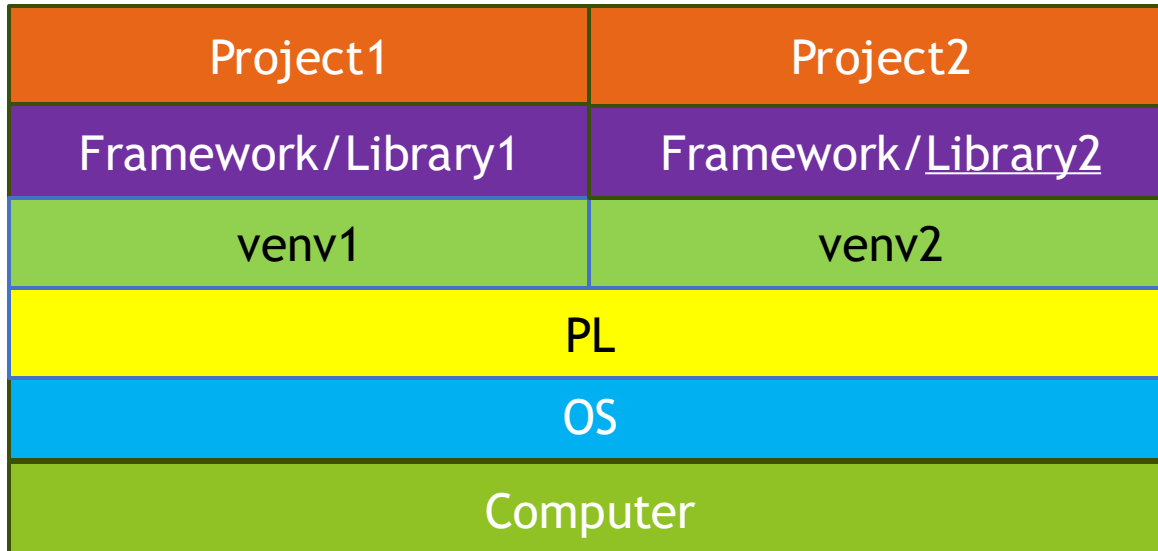 Project1 Project2
Framework/Library1 Framework/Library2
venv1 venv2
PL
OS
Computer